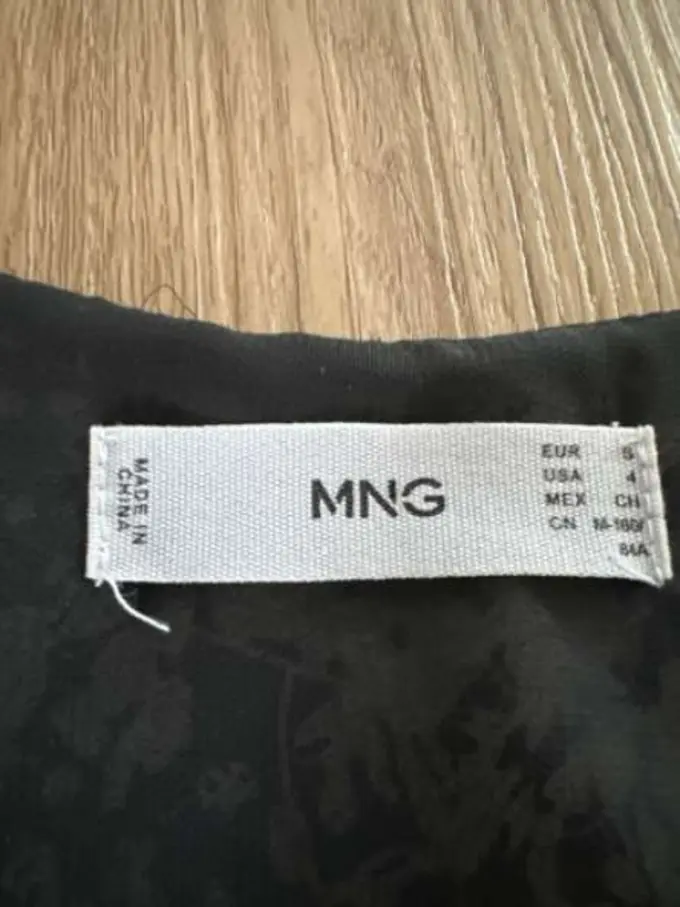 MADE IN
CHINA
MNG
EUR S
USA 4
MEX CH
CN M-160/
84A